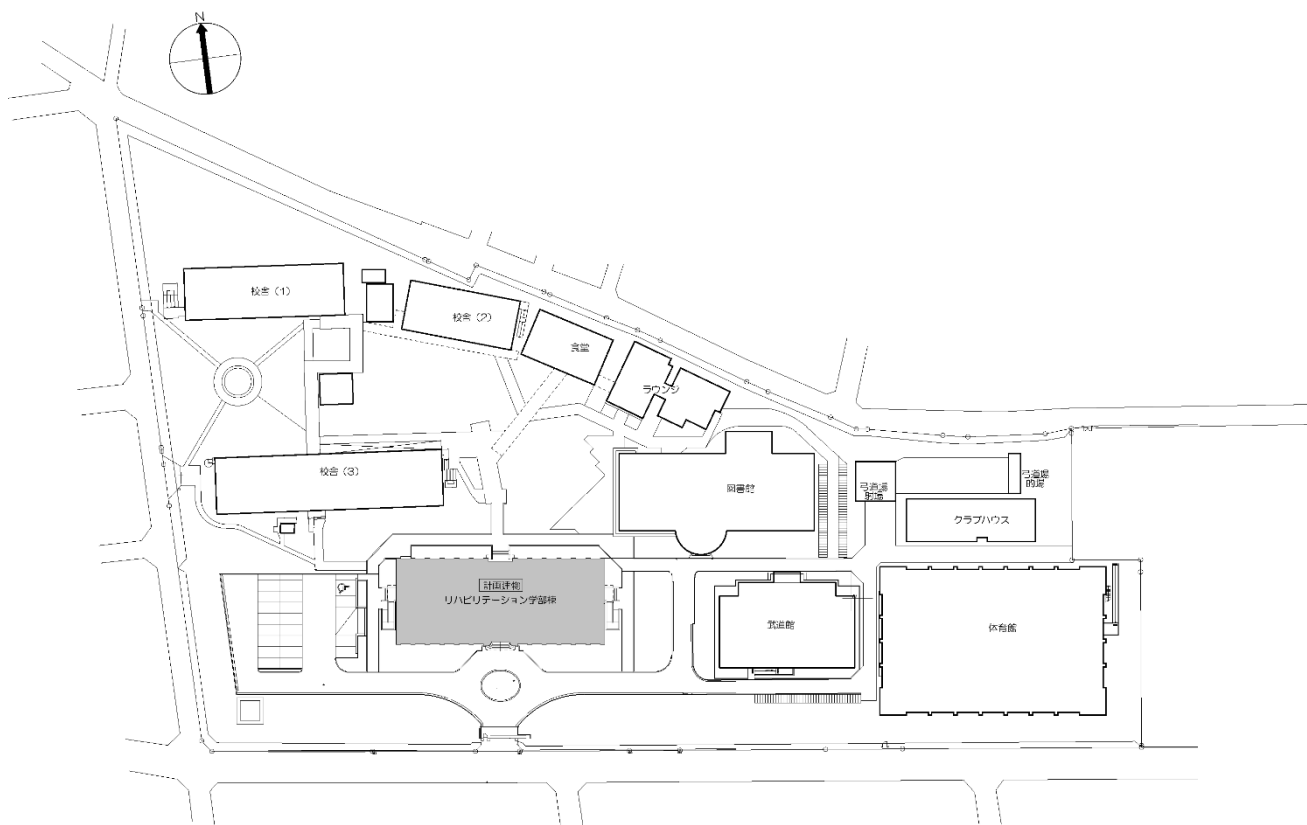 N
校舎（1）
校舎（2）
食堂
ラウンジ
校舎（3）
図書館
弓道場
射場
弓道場
的場
クラブハウス
計画建物
リハビリテーション学部棟
武道館
体育館